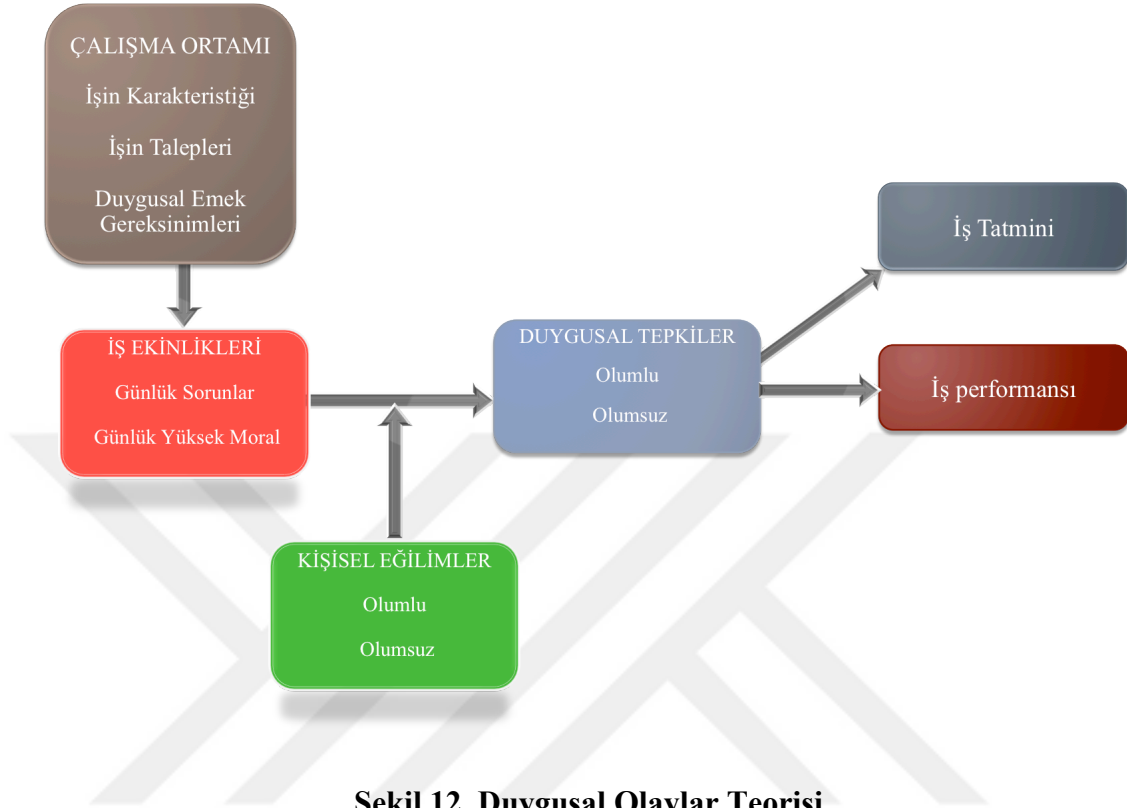 ÇALIŞMA ORTAMI
İşin Karakteristiği
İşin Talepleri
Duygusal Emek
Gereksinimleri
İŞ EKİNLİKLERİ
Günlük Sorunlar
Günlük Yüksek Moral
KİŞİSEL EĞİLİMLER
Olumlu
Olumsuz
DUYGUSAL TEPKİLER
Olumlu
Olumsuz
İş Tatmini
İş performansı
Şekil 12. Duygusal Olaylar Teorisi